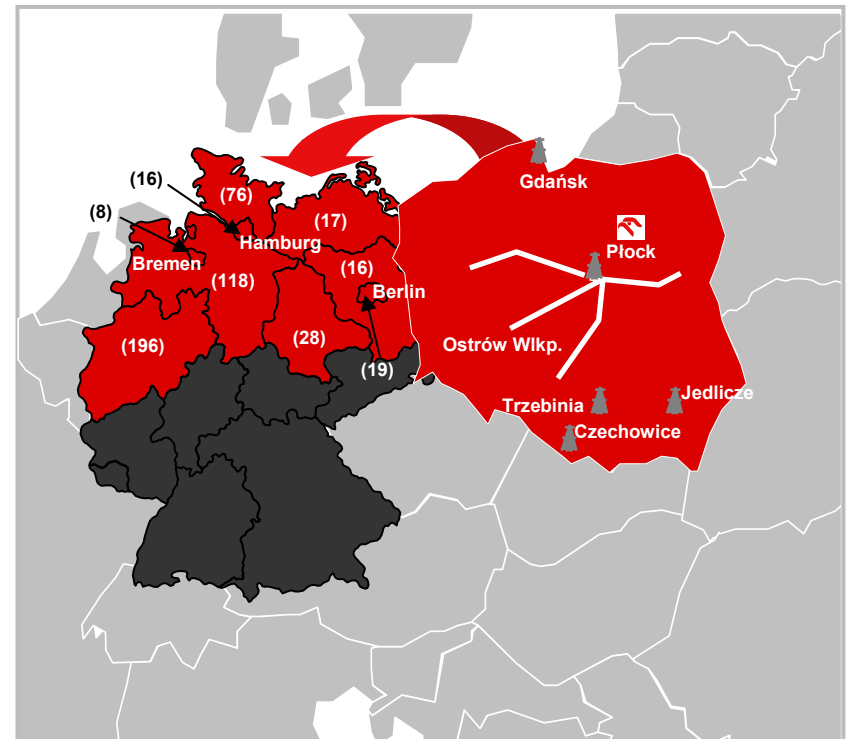 (16)
(8)
(76)
(17)
Hamburg
Bremen
(118)
(16)
Berlin
(196)
(28)
(19)
Gdańsk
Płock
Ostrów Wlkp.
Trzebinia
Jedlicze
Czechowice